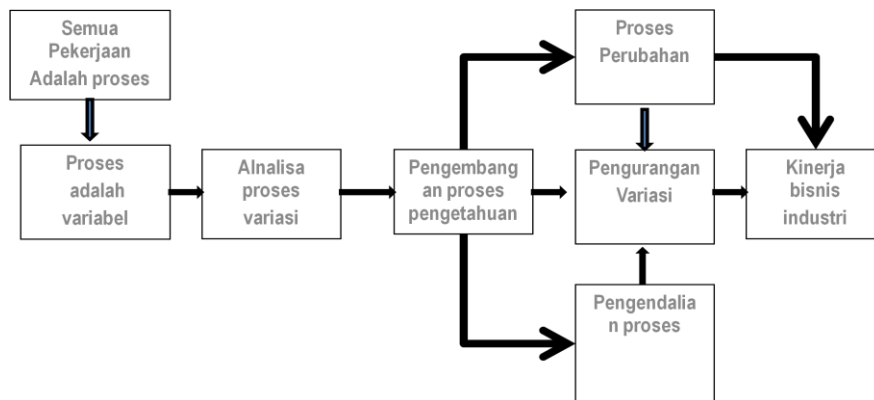 Semua
Pekerjaan
Adalah proses
Proses
adalah
variabel
Alnalisa
proses
variasi
Pengembang
an proses
pengetahuan
Proses
Perubahan
Pengurangan
Variasi
Pengendalia
n proses
Kinerja
bisnis
industri